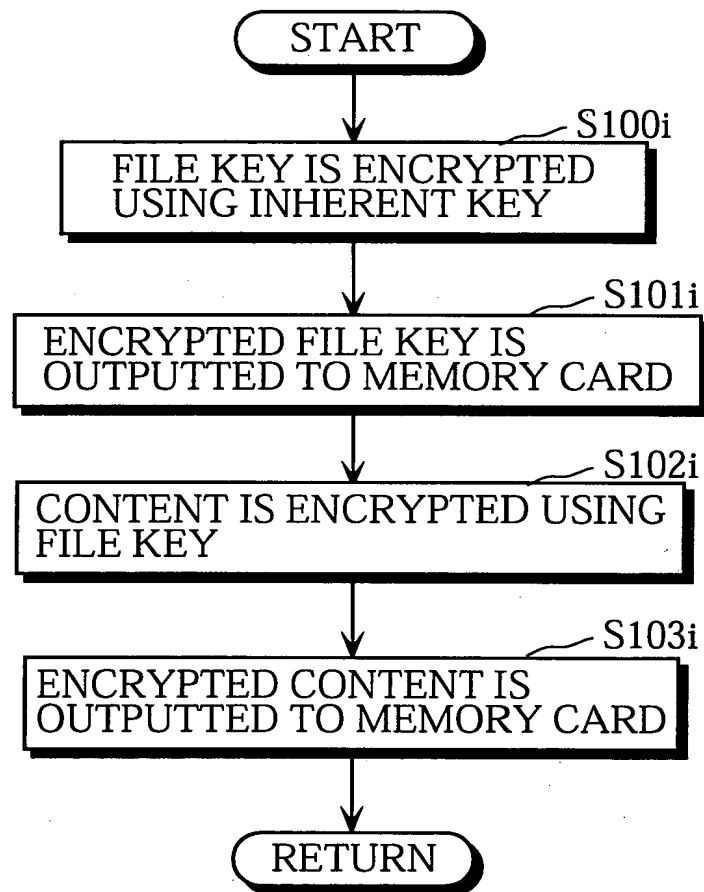 START
S100i
FILE KEY IS ENCRYPTED
USING INHERENT KEY
S101i
ENCRYPTED FILE KEY IS
OUTPUTTED TO MEMORY CARD
S102i
CONTENT IS ENCRYPTED USING
FILE KEY
S103i
ENCRYPTED CONTENT IS
OUTPUTTED TO MEMORY CARD
RETURN